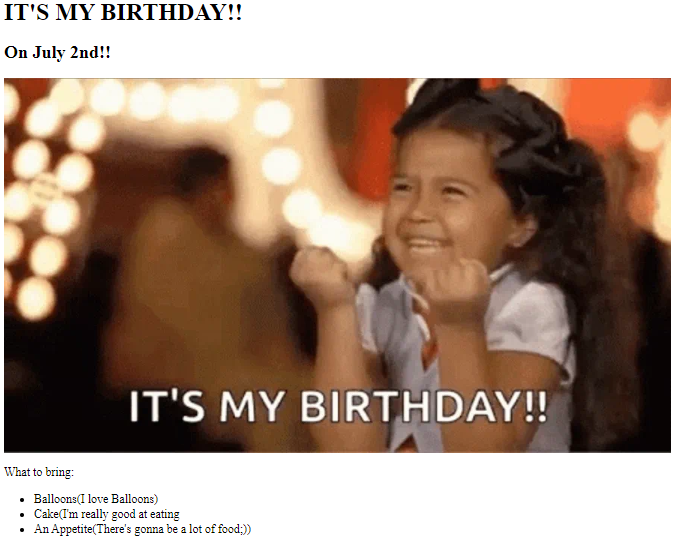 IT'S MY BIRTHDAY!!
On July 2nd!!
IT'S MY BIRTHDAY!!
What to bring:
Balloons(I love Balloons)
Cake(I'm really good at eating
An Appetite(There's gonna be a lot of food;))